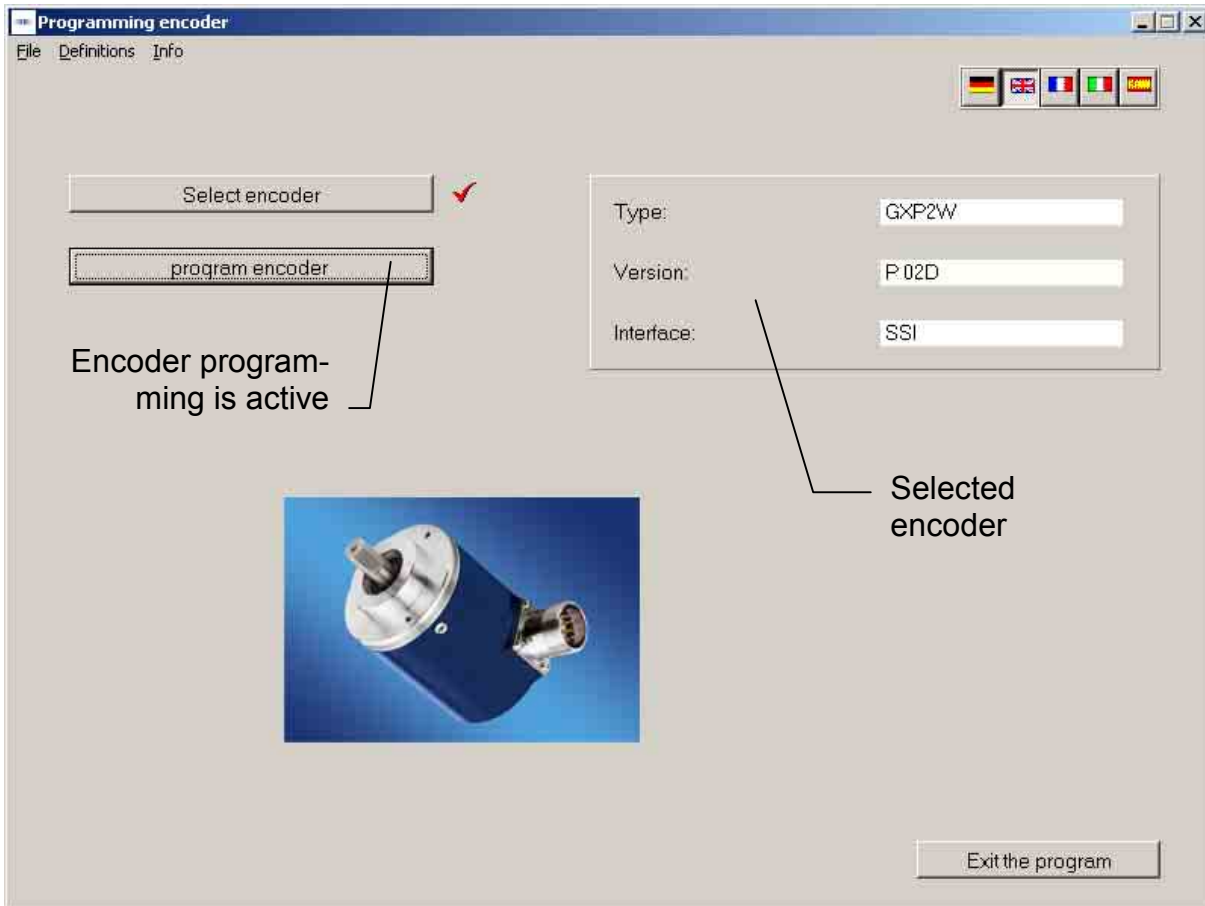 Programming encoder
File Definitions Info
Select encoder
program encoder
Type: GXP2W
Version: P 02D
Interface: SSI
Encoder program-
ming is active
Selected
encoder
Exit the program